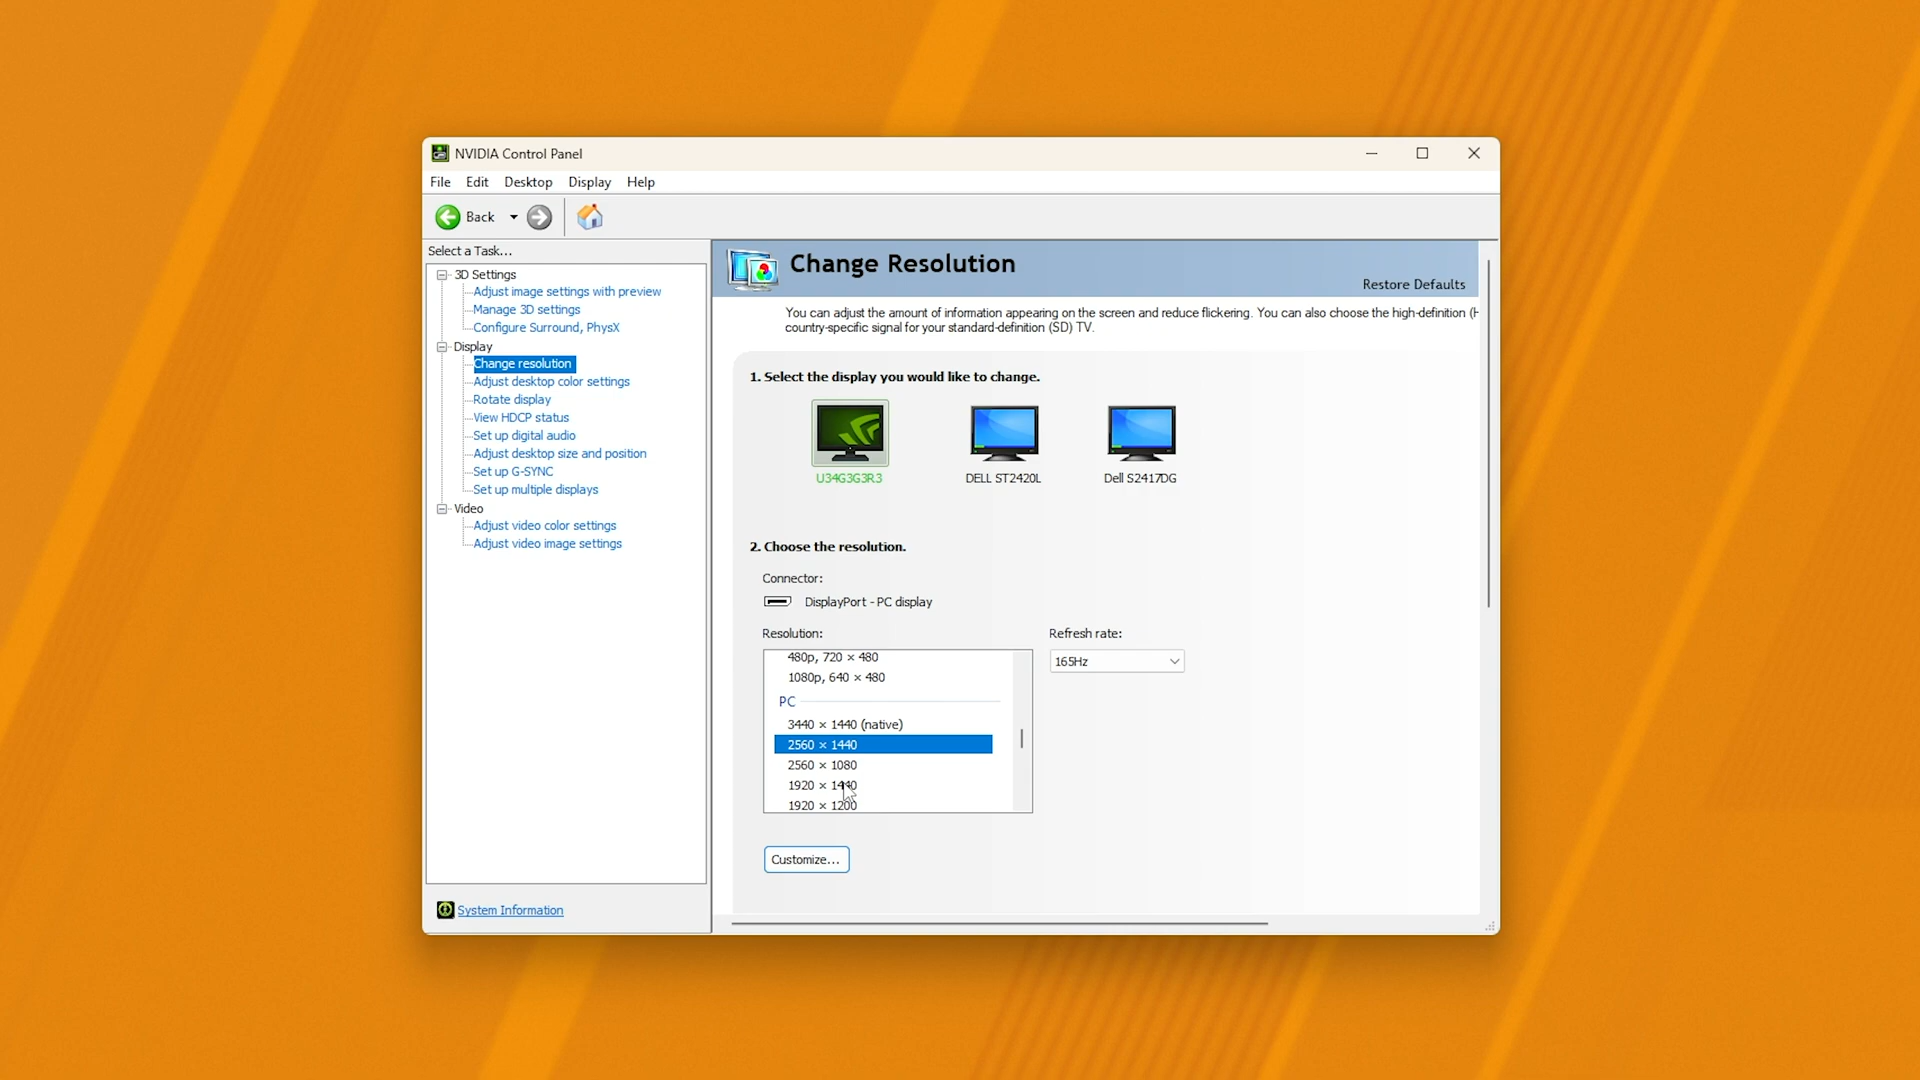 NVIDIA Control Panel
File Edit Desktop Display Help
Back
Select a Task...
3D Settings
Adjust image settings with preview
Manage 3D settings
Configure Surround, PhysX
Display
Change resolution
Adjust desktop color settings
Rotate display
View HDCP status
Set up digital audio
Adjust desktop size and position
Set up G-SYNC
Set up multiple displays
Video
Adjust video color settings
Adjust video image settings
System Information
Change Resolution
Restore Defaults
You can adjust the amount of information appearing on the screen and reduce flickering. You can also choose the high-definition (H
country-specific signal for your standard-definition (SD) TV.
1. Select the display you would like to change.
U34G3G3R3 DELL ST2420L Dell S2417DG
2. Choose the resolution.
Connector:
DisplayPort - PC display
Resolution:
480p, 720 × 480
1080p, 640 × 480
PC
3440 × 1440 (native)
2560 × 1440
2560 × 1080
1920 × 1440
1920 × 1200
Refresh rate:
165Hz
Customize...